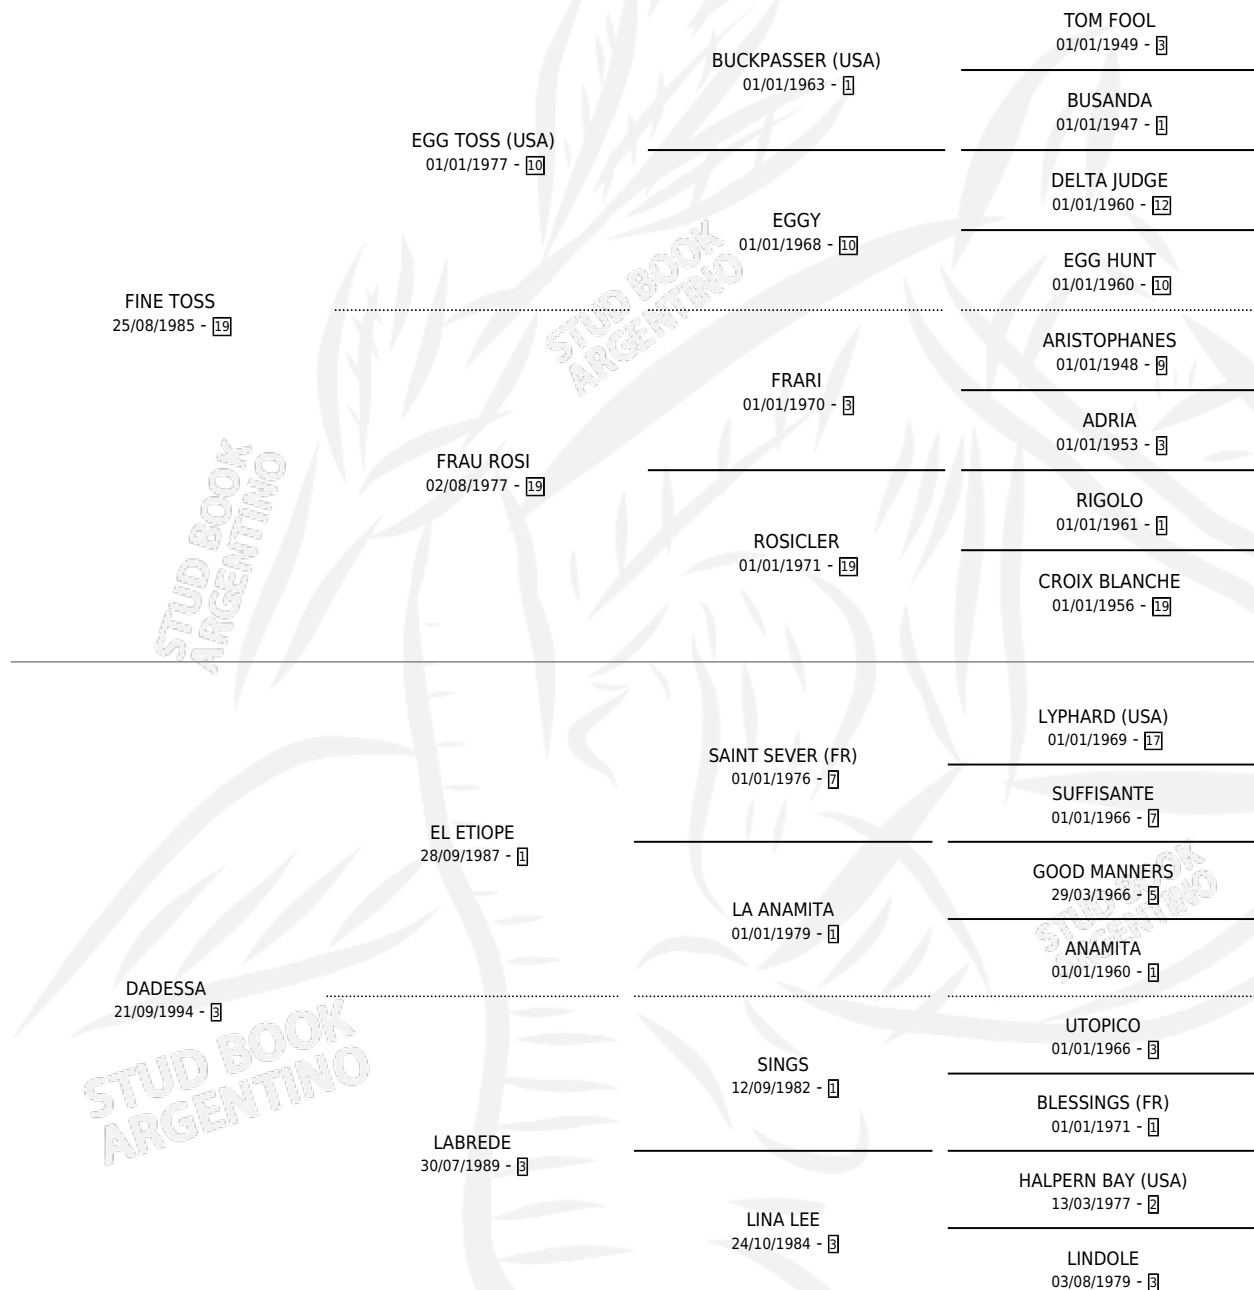 TOM FOOL
01/01/1949 - 3
BUCKPASSER (USA)
01/01/1963 - 1
BUSANDA
01/01/1947 - 1
EGG TOSS (USA)
01/01/1977 - 10
DELTA JUDGE
01/01/1960 - 12
EGGY
01/01/1968 - 10
EGG HUNT
01/01/1960 - 10
FINE TOSS
25/08/1985 - 19
STUD BOOK
ARGENTINO
ARISTOPHANES
01/01/1948 - 9
FRARI
01/01/1970 - 3
ADRIA
01/01/1953 - 3
FRAU ROSI
02/08/1977 - 19
RIGOLO
01/01/1961 - 1
ROSICLER
01/01/1971 - 19
CROIX BLANCHE
01/01/1956 - 19
STUD BOOK
ARGENTINO
LYPHARD (USA)
01/01/1969 - 17
SAINT SEVER (FR)
01/01/1976 - 7
SUFFISANTE
01/01/1966 - 7
EL ETIOPE
28/09/1987 - 1
GOOD MANNERS
29/03/1966 - 5
LA ANAMITA
01/01/1979 - 1
ANAMITA
01/01/1960 - 1
STUD BOOK
ARGENTINO
DADESSA
21/09/1994 - 3
UTOPICO
01/01/1966 - 3
SINGS
12/09/1982 - 1
BLESSINGS (FR)
01/01/1971 - 1
STUD BOOK
ARGENTINO
LABREDE
30/07/1989 - 3
HALPERN BAY (USA)
13/03/1977 - 2
LINA LEE
24/10/1984 - 3
LINDOLE
03/08/1979 - 3